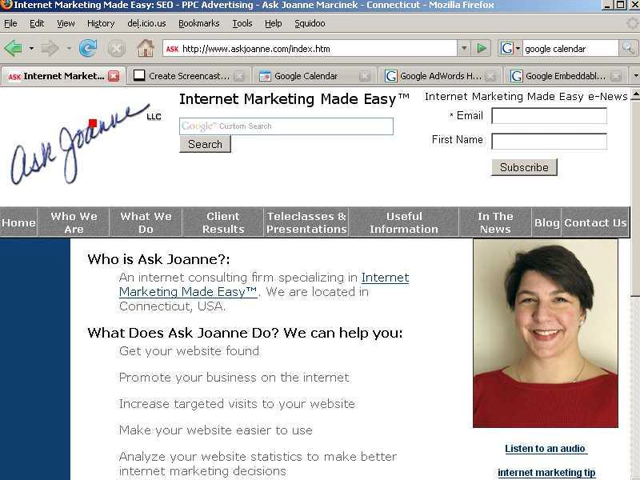 Internet Marketing Made Easy: SEO - PPC Advertising - Ask Joanne Marcinek - Connecticut - Mozilla Firefox
File Edit View History del.icio.us Bookmarks Tools Help Squidoo
ASK http://www.askjoanne.com/index.htm
G google calendar
ASK Internet Market...
Create Screencast...
Google Calendar
G Google AdWords H...
G Google Embeddabl...
Ask Joanne LLC
Internet Marketing Made Easy™
Google™ Custom Search
Search
Internet Marketing Made Easy e-News
* Email
First Name
Subscribe
Home
Who We
Are
What We
Do
Client
Results
Teleclasses &
Presentations
Useful
Information
In The
News
Blog
Contact Us
Who is Ask Joanne?:
An internet consulting firm specializing in Internet
Marketing Made Easy™. We are located in
Connecticut, USA.
What Does Ask Joanne Do? We can help you:
Get your website found
Promote your business on the internet
Increase targeted visits to your website
Make your website easier to use
Analyze your website statistics to make better
internet marketing decisions
Listen to an audio
internet marketing tip